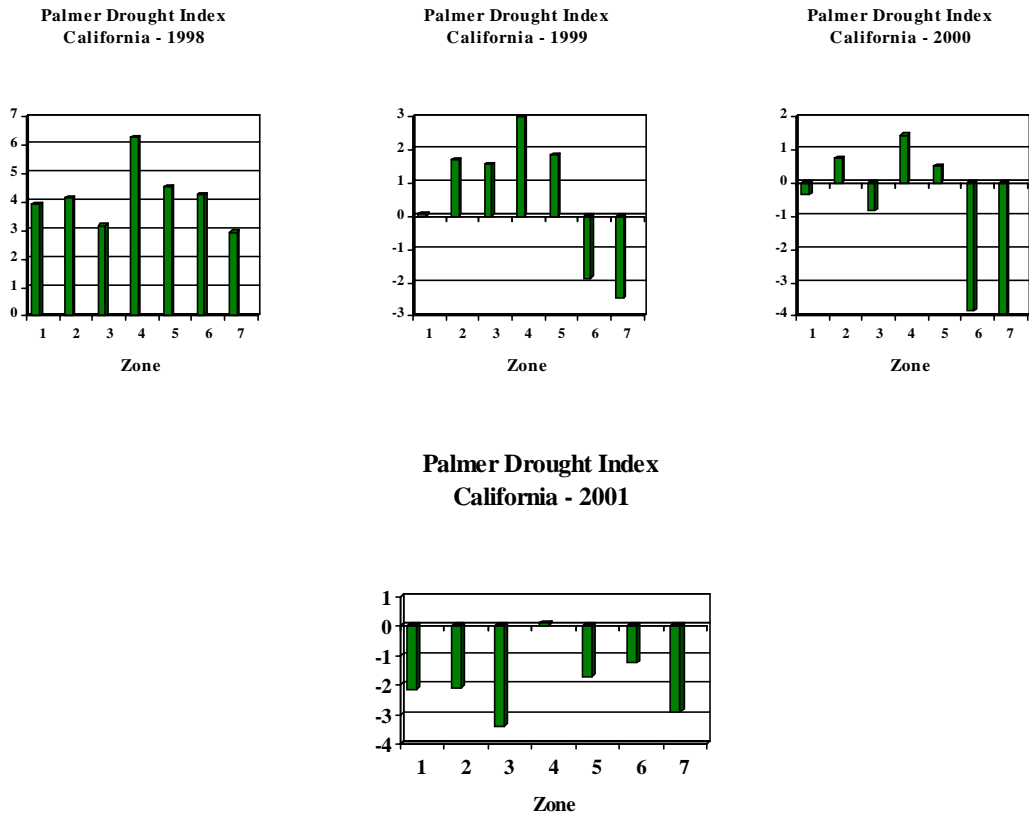 Palmer Drought Index
California - 1998
7
6
5
4
3
2
1
0
1 2 3 4 5 6 7
Zone
Palmer Drought Index
California - 1999
3
2
1
0
-1
-2
-3
1 2 3 4 5 6 7
Zone
Palmer Drought Index
California - 2000
2
1
0
-1
-2
-3
-4
1 2 3 4 5 6 7
Zone
Palmer Drought Index
California - 2001
1
0
-1
-2
-3
-4
1 2 3 4 5 6 7
Zone